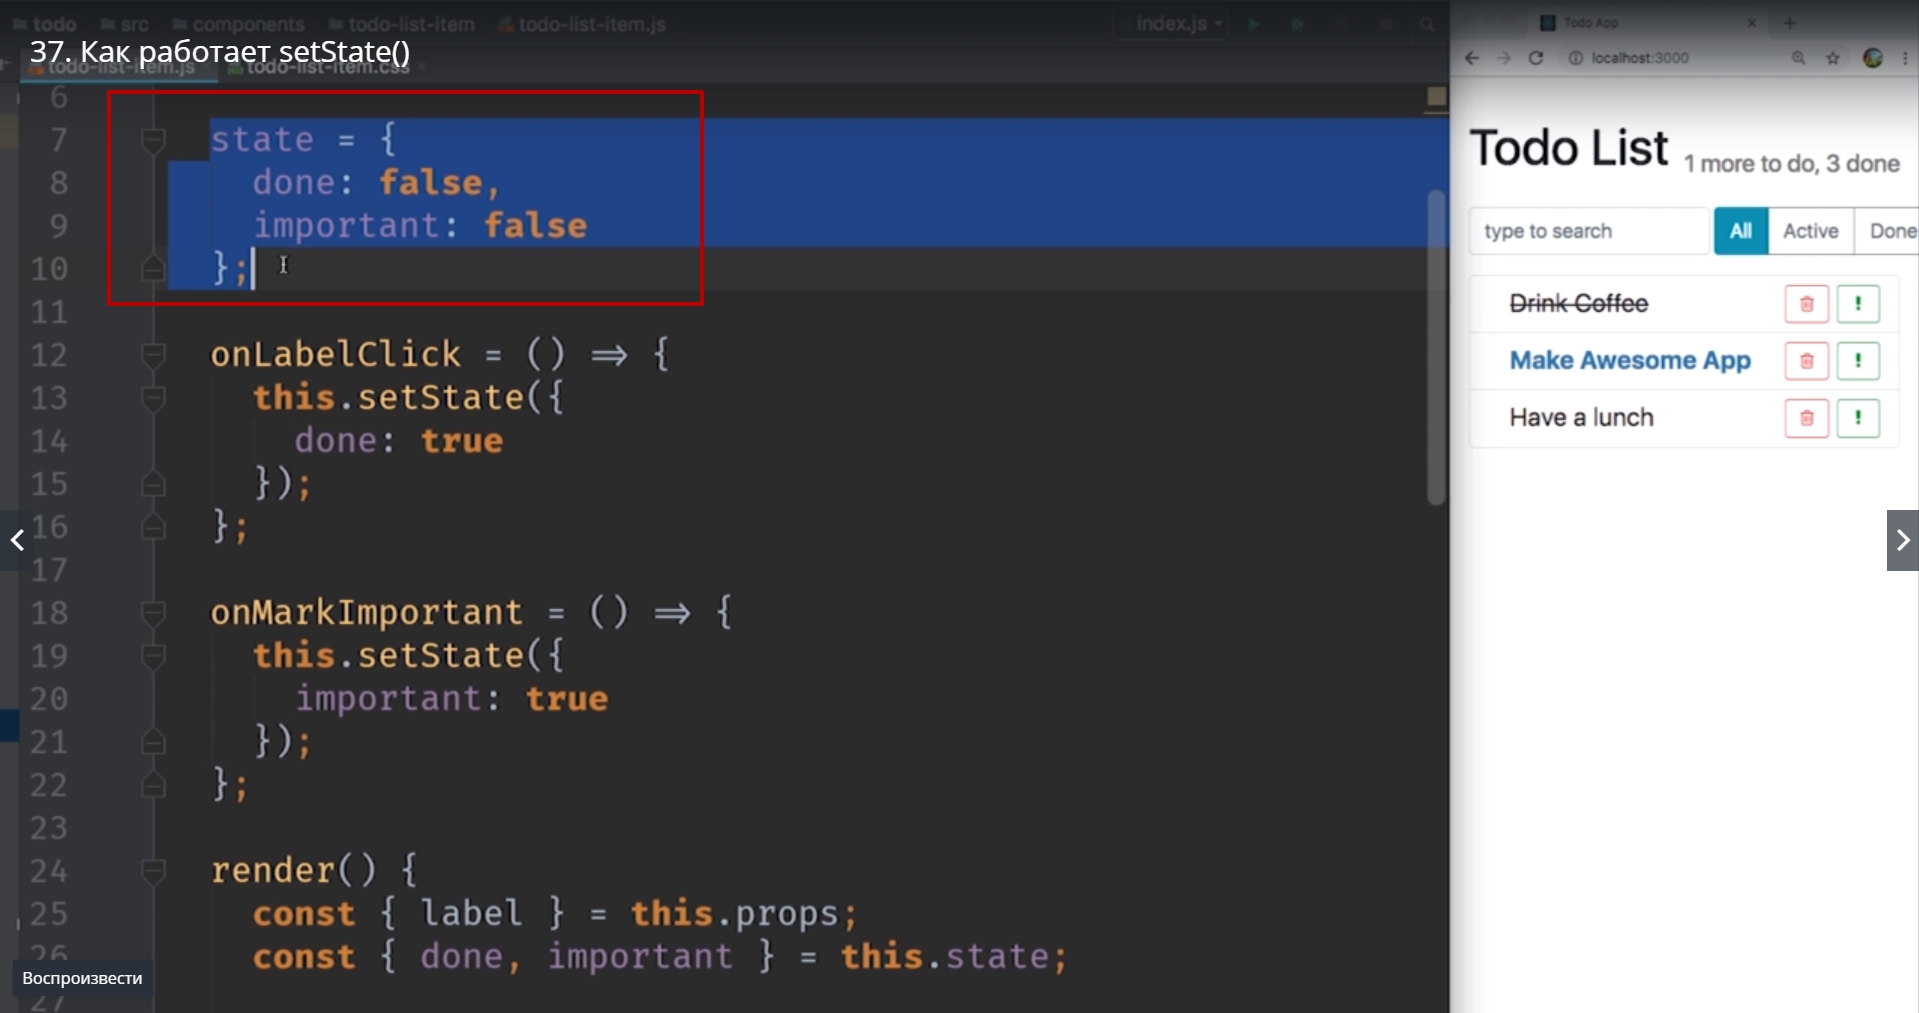 todo src components todo-list-item todo-list-item.js index.js
37. Как работает setState()
todo-list-item.js todo-list-item.css
6
7 state = {
8 done: false,
9 important: false
10 };
11
12 onLabelClick = () ⇒ {
13 this.setState({
14 done: true
15 });
16 };
17
18 onMarkImportant = () ⇒ {
19 this.setState({
20 important: true
21 });
22 };
23
24 render() {
25 const { label } = this.props;
26 const { done, important } = this.state;
27
Воспроизвести
Todo App
localhost:3000
Todo List 1 more to do, 3 done
type to search All Active Done
Drink Coffee
Make Awesome App
Have a lunch